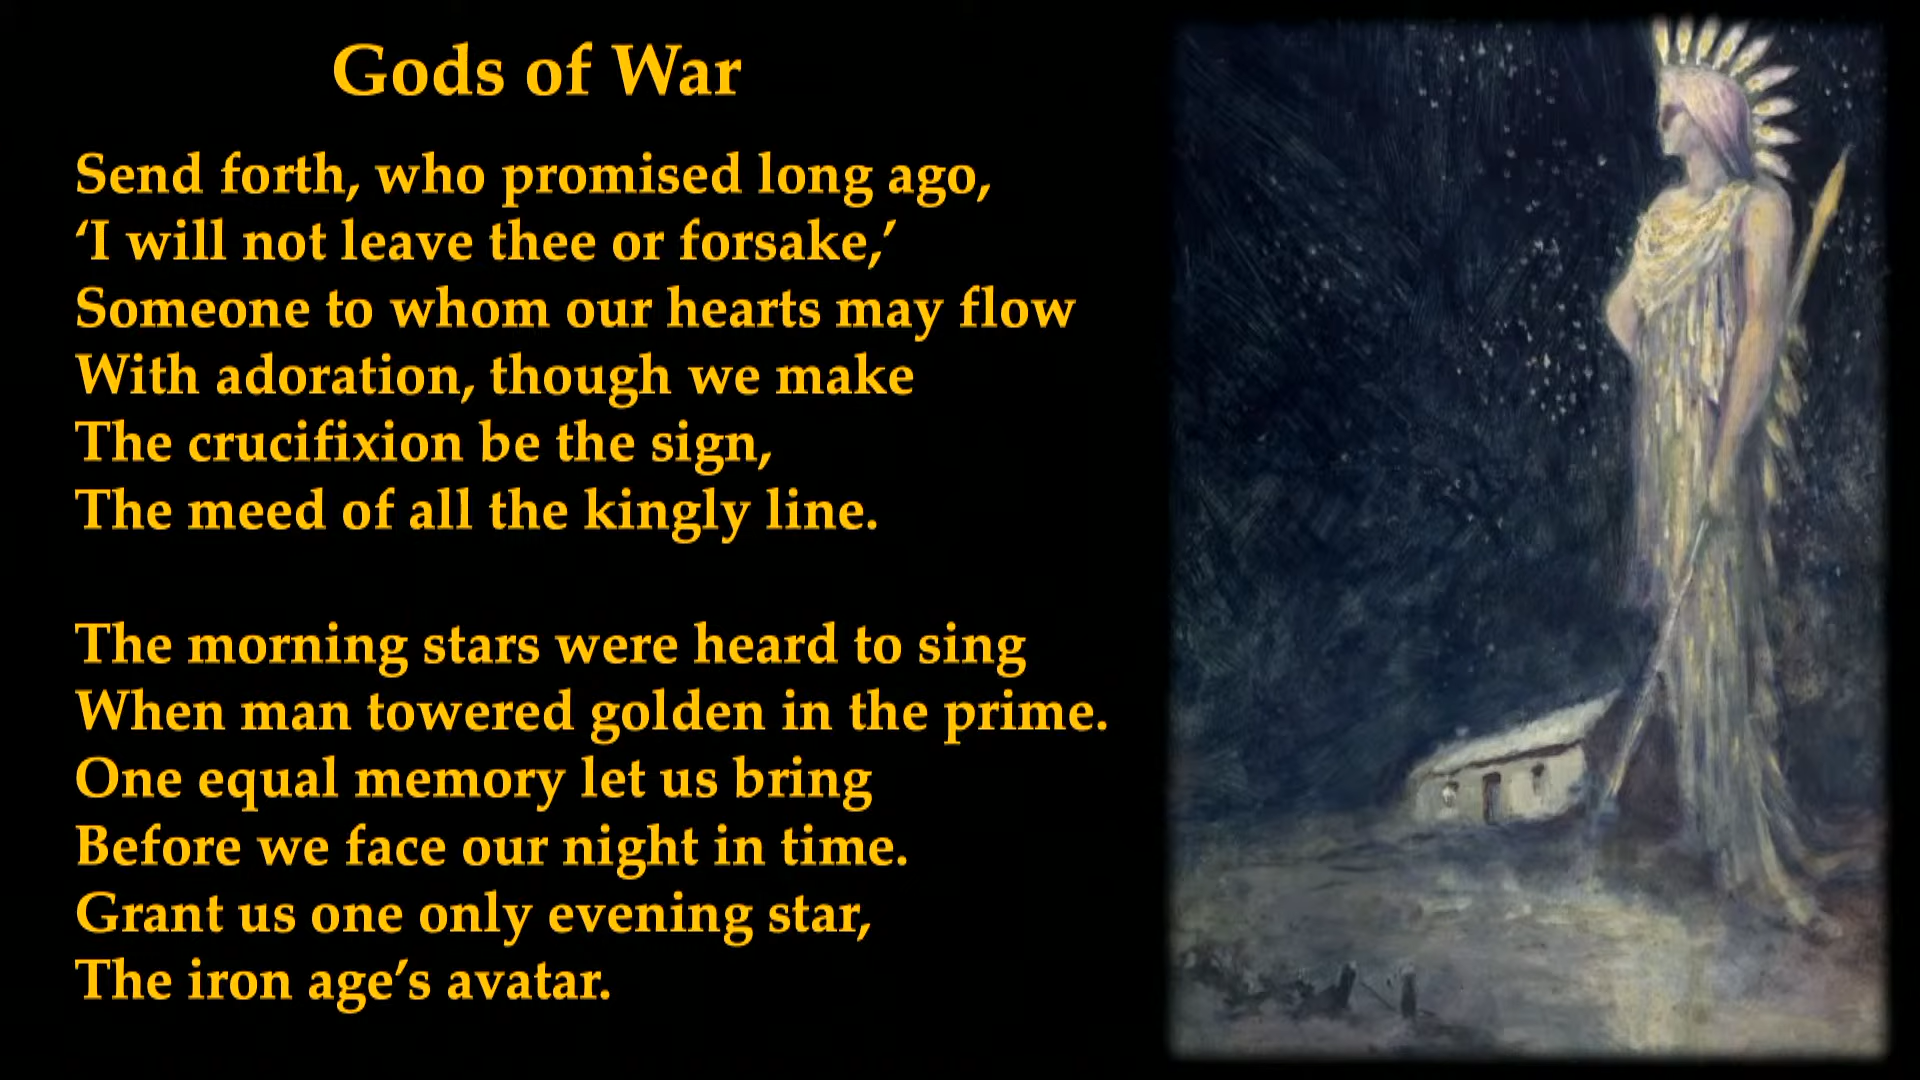 Gods of War
Send forth, who promised long ago,
‘I will not leave thee or forsake,’
Someone to whom our hearts may flow
With adoration, though we make
The crucifixion be the sign,
The meed of all the kingly line.
The morning stars were heard to sing
When man towered golden in the prime.
One equal memory let us bring
Before we face our night in time.
Grant us one only evening star,
The iron age’s avatar.